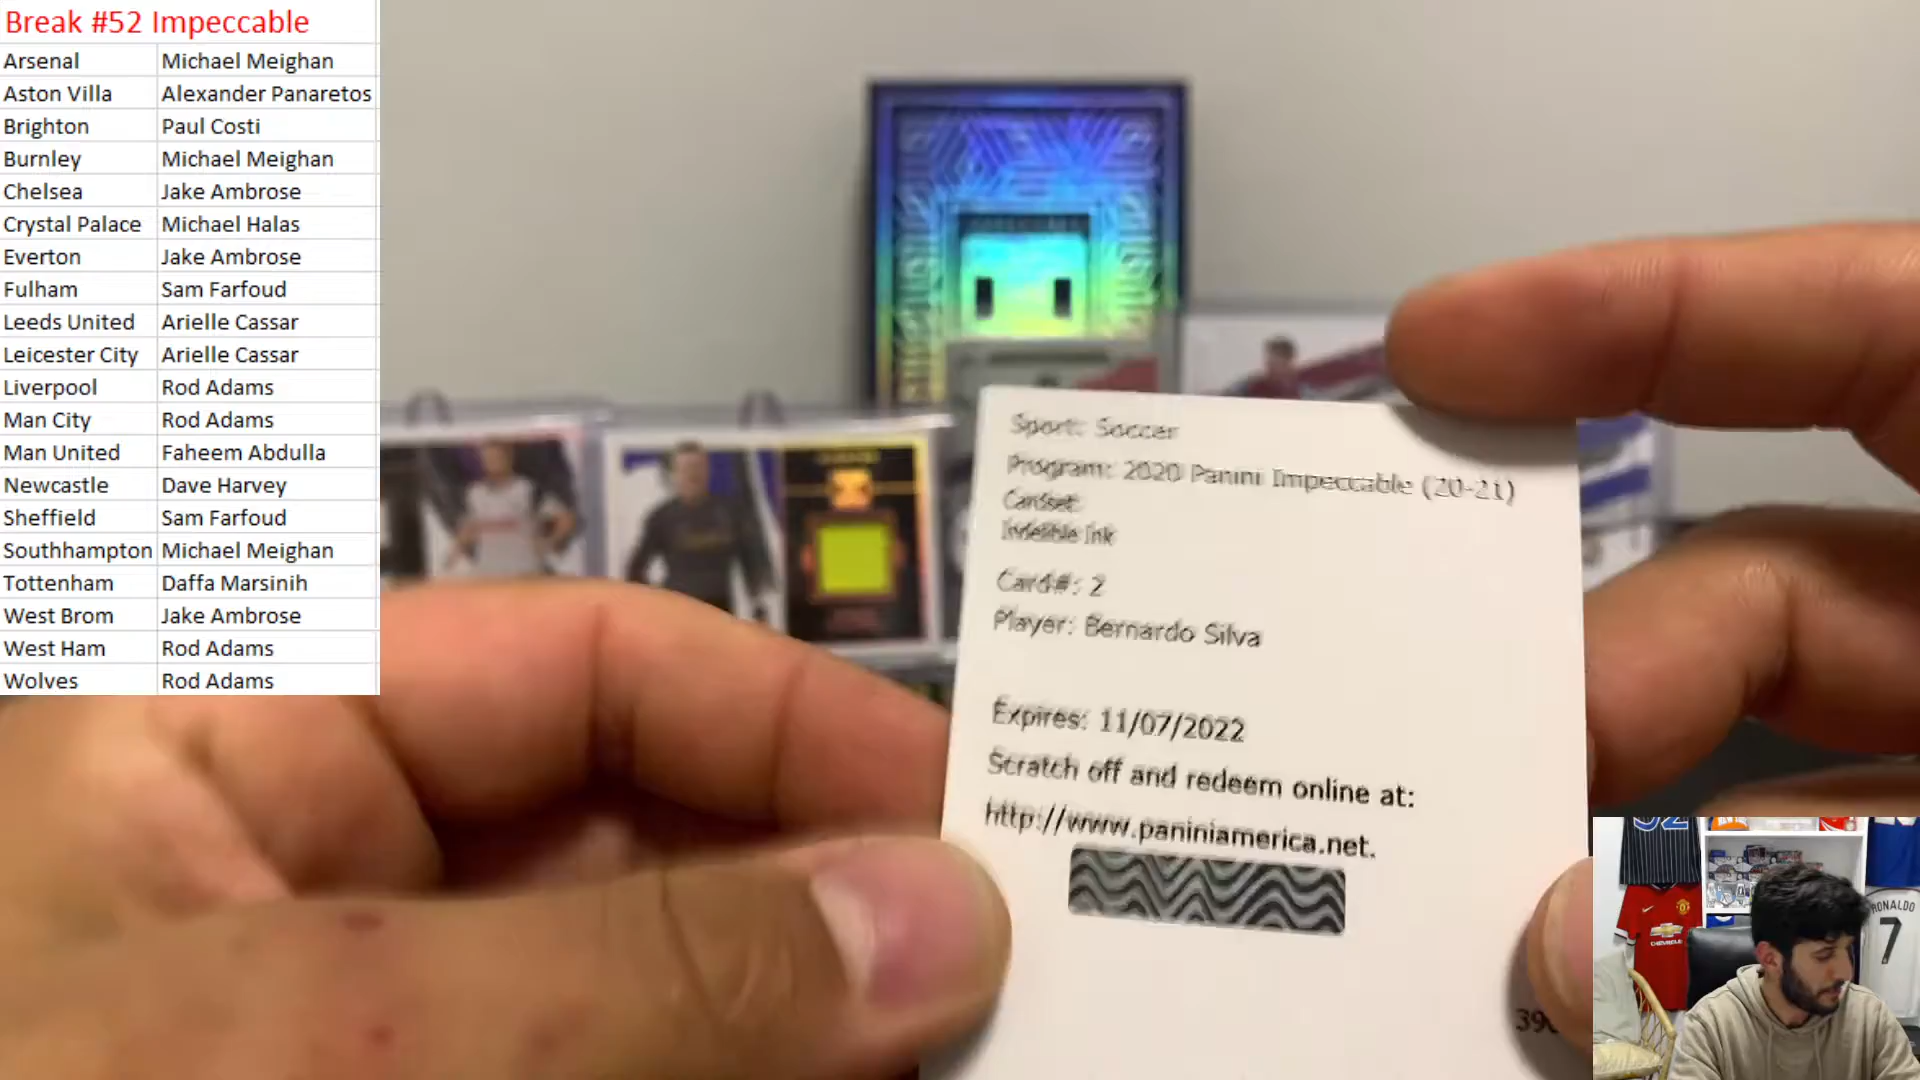 Break #52 Impeccable
Arsenal Michael Meighan
Aston Villa Alexander Panaretos
Brighton Paul Costi
Burnley Michael Meighan
Chelsea Jake Ambrose
Crystal Palace Michael Halas
Everton Jake Ambrose
Fulham Sam Farfoud
Leeds United Arielle Cassar
Leicester City Arielle Cassar
Liverpool Rod Adams
Man City Rod Adams
Man United Faheem Abdulla
Newcastle Dave Harvey
Sheffield Sam Farfoud
Southhampton Michael Meighan
Tottenham Daffa Marsinih
West Brom Jake Ambrose
West Ham Rod Adams
Wolves Rod Adams
Sport: Soccer
Program: 2020 Panini Impeccable (20-21)
Cardset:
Indelible Ink
Card#: 2
Player: Bernardo Silva
Expires: 11/07/2022
Scratch off and redeem online at:
http://www.paniniamerica.net.
RONALDO
7
CHEVROLET